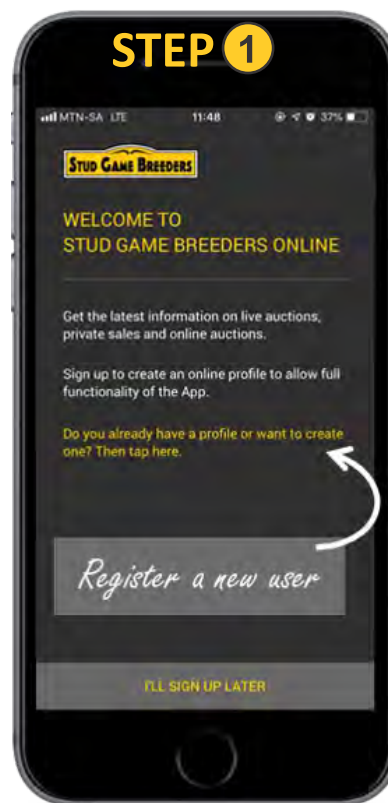 STEP 1
MTN-SA LTE 11:48 37%
STUD GAME BREEDERS
WELCOME TO
STUD GAME BREEDERS ONLINE
Get the latest information on live auctions,
private sales and online auctions.
Sign up to create an online profile to allow full
functionality of the App.
Do you already have a profile or want to create
one? Then tap here.
Register a new user
I'LL SIGN UP LATER